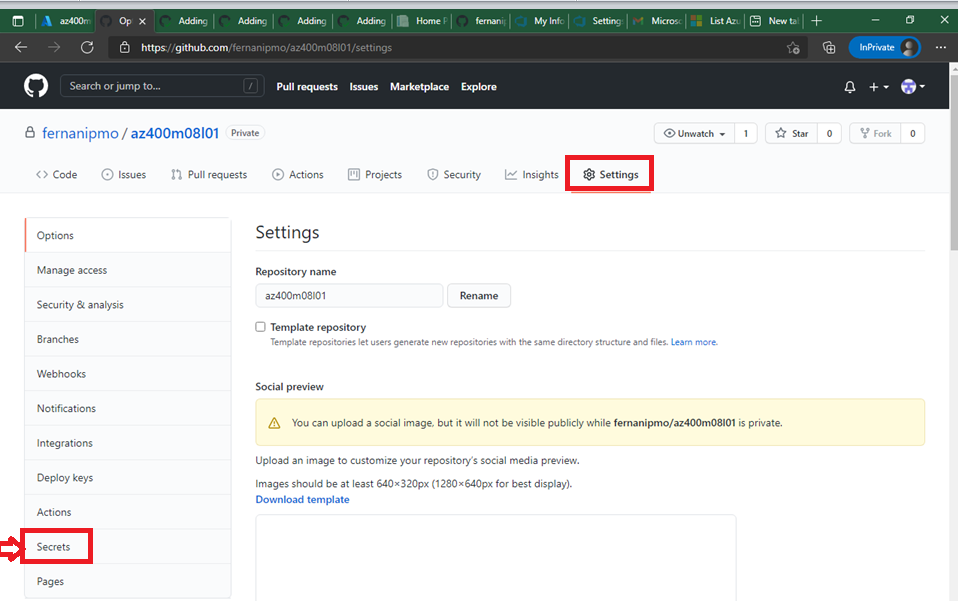 az400m
Op
Adding
Adding
Adding
Adding
Home P
fernani
My Info
Setting
Microsc
List Azu
New tal
https://github.com/fernanipmo/az400m08l01/settings
InPrivate
Search or jump to...
/
Pull requests
Issues
Marketplace
Explore
fernanipmo / az400m08l01
Private
Unwatch
1
Star
0
Fork
0
Code
Issues
Pull requests
Actions
Projects
Security
Insights
Settings
Options
Manage access
Security & analysis
Branches
Webhooks
Notifications
Integrations
Deploy keys
Actions
Secrets
Pages
Settings
Repository name
az400m08l01
Rename
Template repository
Template repositories let users generate new repositories with the same directory structure and files. Learn more.
Social preview
You can upload a social image, but it will not be visible publicly while fernanipmo/az400m08l01 is private.
Upload an image to customize your repository's social media preview.
Images should be at least 640×320px (1280×640px for best display).
Download template